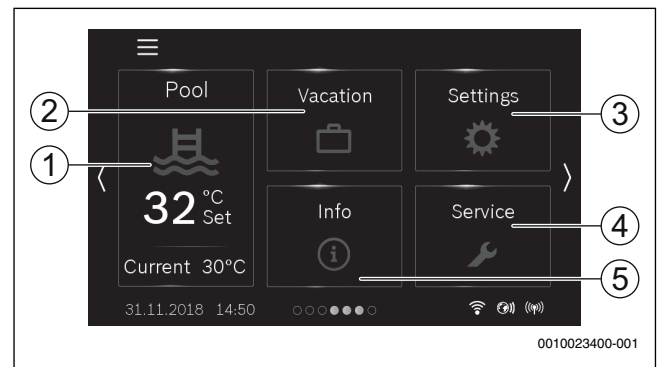 Pool
Vacation
Settings
2
3
1
32 °C
Set
Info
Service
4
Current 30°C
5
31.11.2018 14:50
0010023400-001